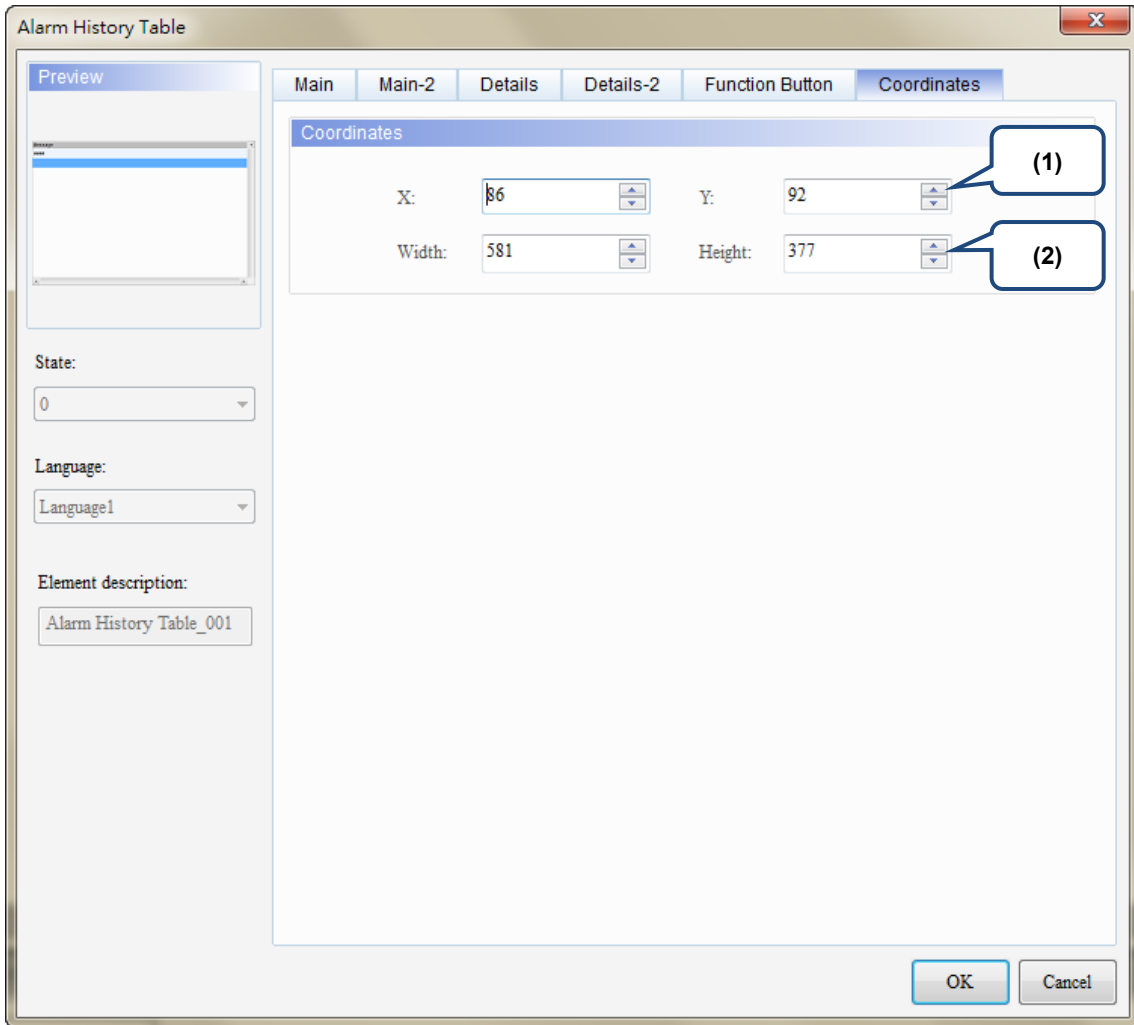 Alarm History Table
Preview
Message
Main Main-2 Details Details-2 Function Button Coordinates
Coordinates
X: 86 Y: 92
(1)
Width: 581 Height: 377
(2)
State:
0
Language:
Language1
Element description:
Alarm History Table_001
OK Cancel